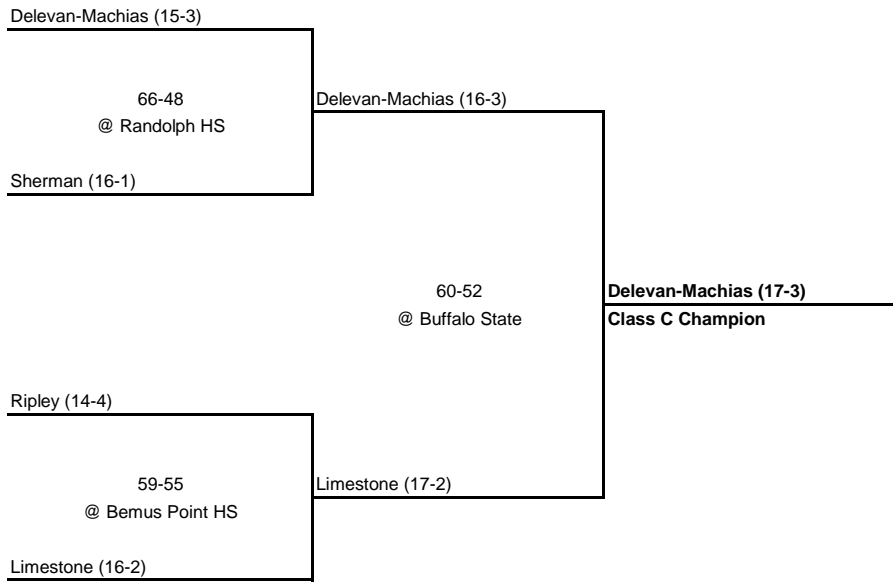 Delevan-Machias (15-3)
66-48
@ Randolph HS
Delevan-Machias (16-3)
Sherman (16-1)
60-52
@ Buffalo State
Delevan-Machias (17-3)
Class C Champion
Ripley (14-4)
59-55
@ Bemus Point HS
Limestone (17-2)
Limestone (16-2)